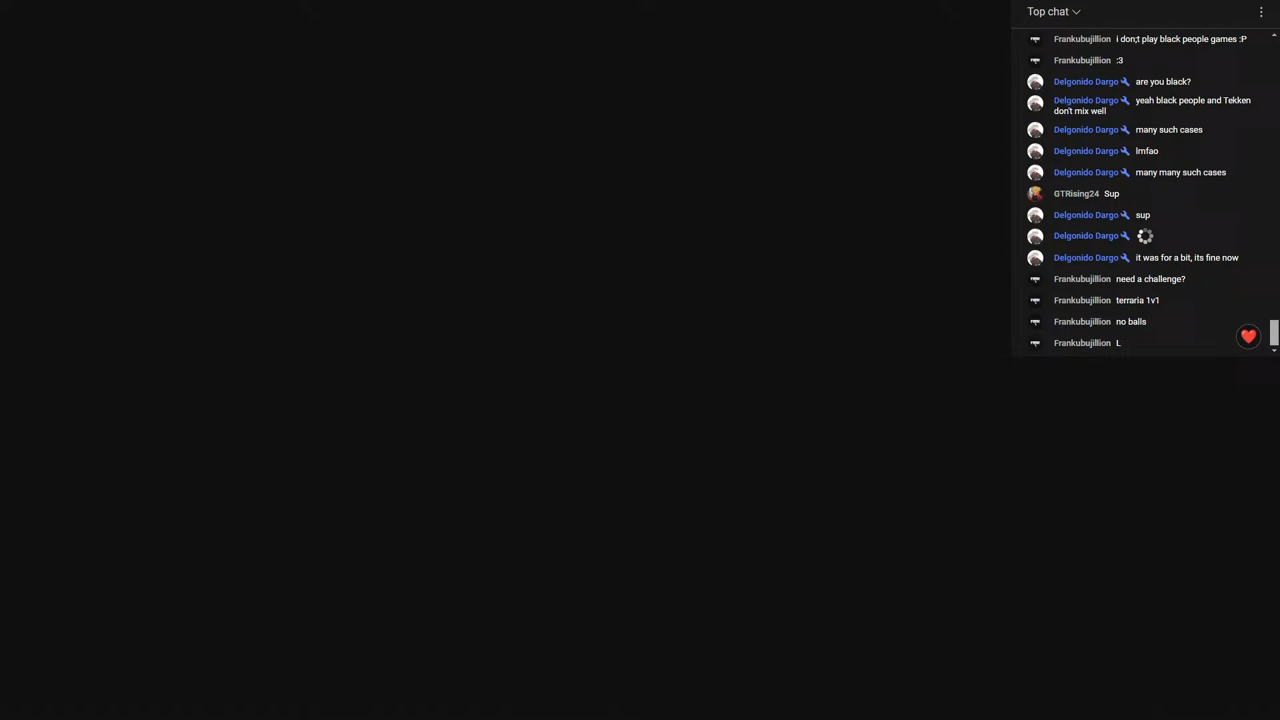 Top chat
Frankubujillion i don;t play black people games :P
Frankubujillion :3
Delgonido Dargo are you black?
Delgonido Dargo yeah black people and Tekken
don't mix well
Delgonido Dargo many such cases
Delgonido Dargo lmfao
Delgonido Dargo many many such cases
GTRising24 Sup
Delgonido Dargo sup
Delgonido Dargo
Delgonido Dargo it was for a bit, its fine now
Frankubujillion need a challenge?
Frankubujillion terraria 1v1
Frankubujillion no balls
Frankubujillion L